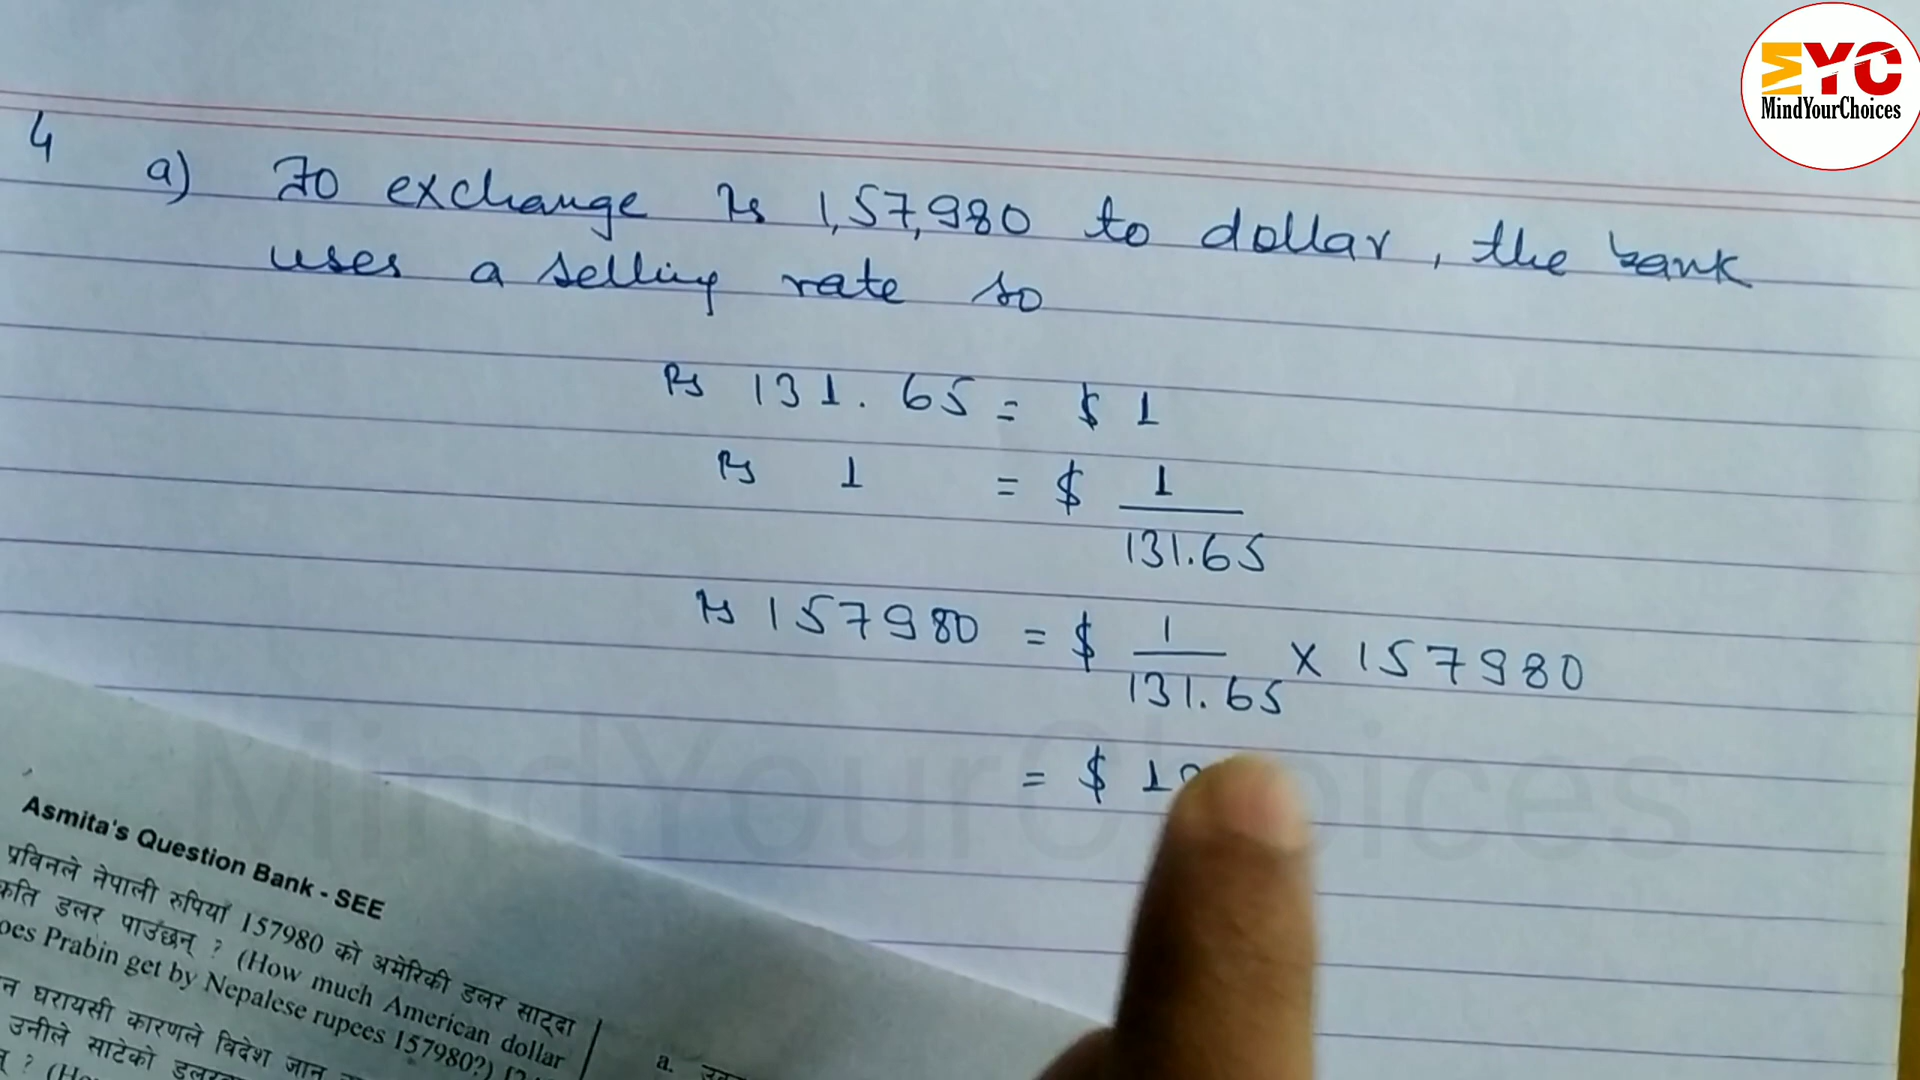 MYC
MindYourChoices
4 a) To exchange Rs 1,57,980 to dollar, the bank
uses a selling rate so
Rs 131.65 = $ 1
Rs 1 = $ 1/131.65
Rs 157980 = $ 1/131.65 × 157980
= $
MindYourChoices
Asmita's Question Bank - SEE
प्रविनले नेपाली रुपियाँ 157980 को अमेरिकी डलर साट्दा
कति डलर पाउँछन् ? (How much American dollar
oes Prabin get by Nepalese rupees 157980?)
न घरायसी कारणले विदेश जान
उनीले साटेको
a.